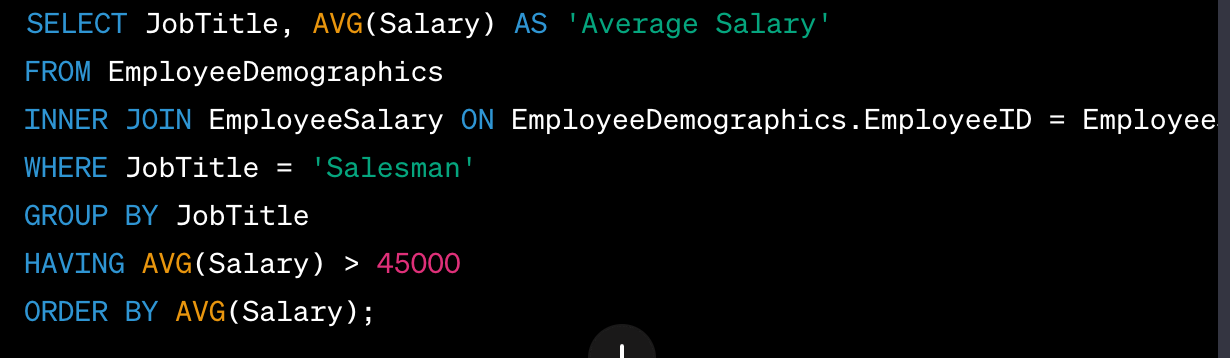 SELECT JobTitle, AVG(Salary) AS 'Average Salary'
FROM EmployeeDemographics
INNER JOIN EmployeeSalary ON EmployeeDemographics.EmployeeID = Employee
WHERE JobTitle = 'Salesman'
GROUP BY JobTitle
HAVING AVG(Salary) > 45000
ORDER BY AVG(Salary);